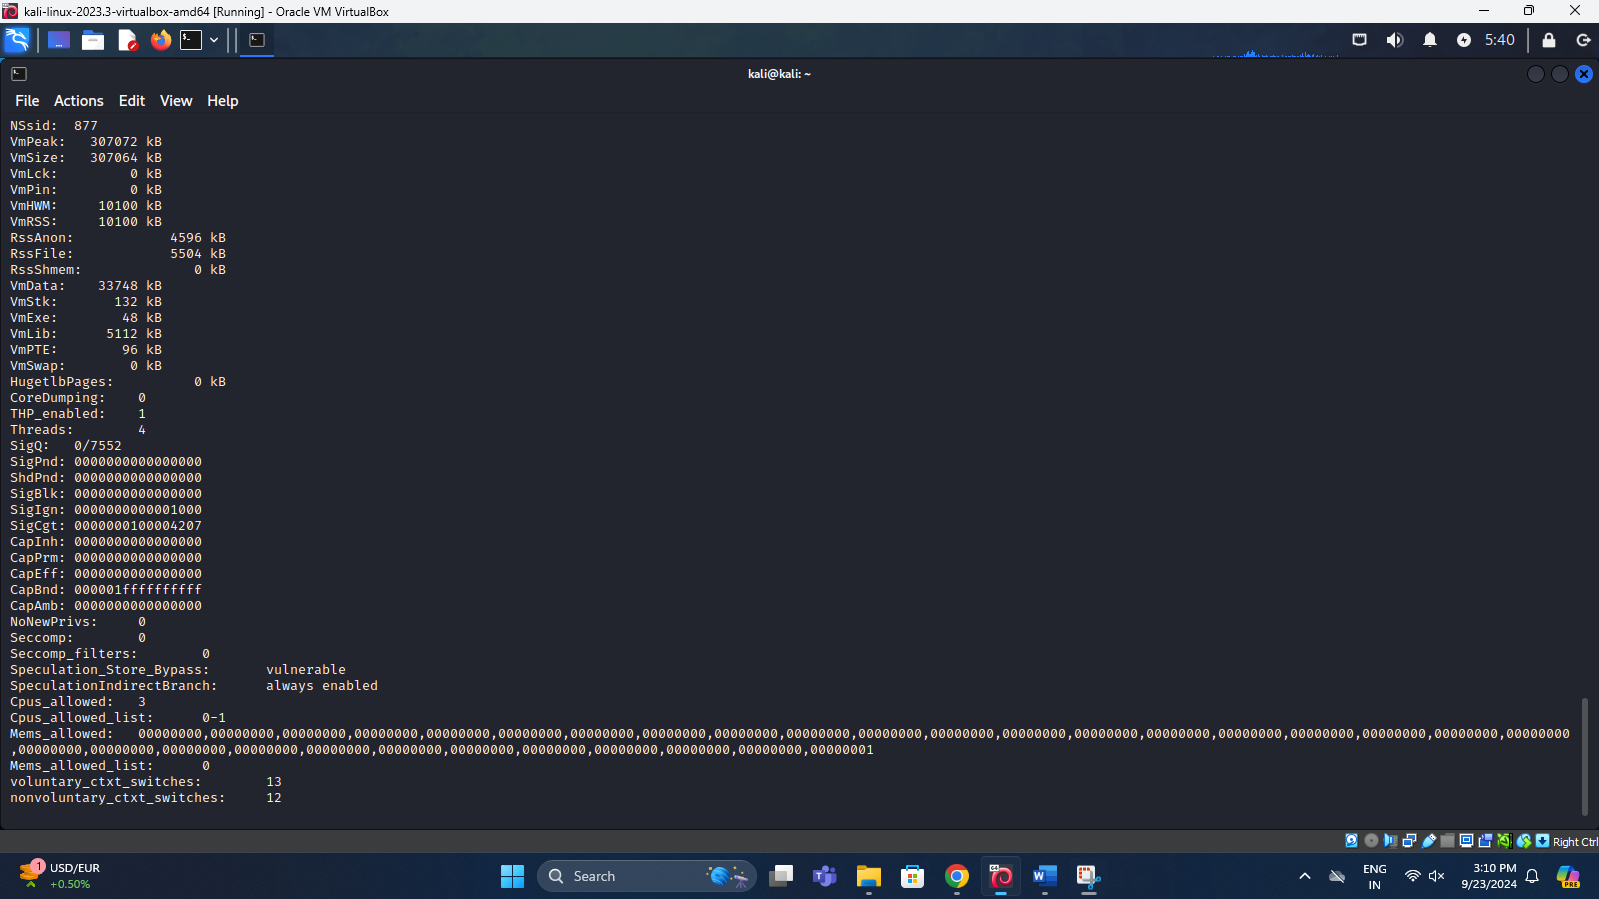 kali-linux-2023.3-virtualbox-amd64 [Running] - Oracle VM VirtualBox
5:40
kali@kali: ~
File Actions Edit View Help
NSsid: 877
VmPeak: 307072 kB
VmSize: 307064 kB
VmLck: 0 kB
VmPin: 0 kB
VmHWM: 10100 kB
VmRSS: 10100 kB
RssAnon: 4596 kB
RssFile: 5504 kB
RssShmem: 0 kB
VmData: 33748 kB
VmStk: 132 kB
VmExe: 48 kB
VmLib: 5112 kB
VmPTE: 96 kB
VmSwap: 0 kB
HugetlbPages: 0 kB
CoreDumping: 0
THP_enabled: 1
Threads: 4
SigQ: 0/7552
SigPnd: 0000000000000000
ShdPnd: 0000000000000000
SigBlk: 0000000000000000
SigIgn: 0000000000001000
SigCgt: 0000000100004207
CapInh: 0000000000000000
CapPrm: 0000000000000000
CapEff: 0000000000000000
CapBnd: 000001ffffffffff
CapAmb: 0000000000000000
NoNewPrivs: 0
Seccomp: 0
Seccomp_filters: 0
Speculation_Store_Bypass: vulnerable
SpeculationIndirectBranch: always enabled
Cpus_allowed: 3
Cpus_allowed_list: 0-1
Mems_allowed: 00000000,00000000,00000000,00000000,00000000,00000000,00000000,00000000,00000000,00000000,00000000,00000000,00000000,00000000,00000000,00000000,00000000,00000000,00000000,00000000
,00000000,00000000,00000000,00000000,00000000,00000000,00000000,00000000,00000000,00000000,00000000,00000001
Mems_allowed_list: 0
voluntary_ctxt_switches: 13
nonvoluntary_ctxt_switches: 12
Right Ctrl
1
USD/EUR
+0.50%
Search
ENG
IN
3:10 PM
9/23/2024
PRE